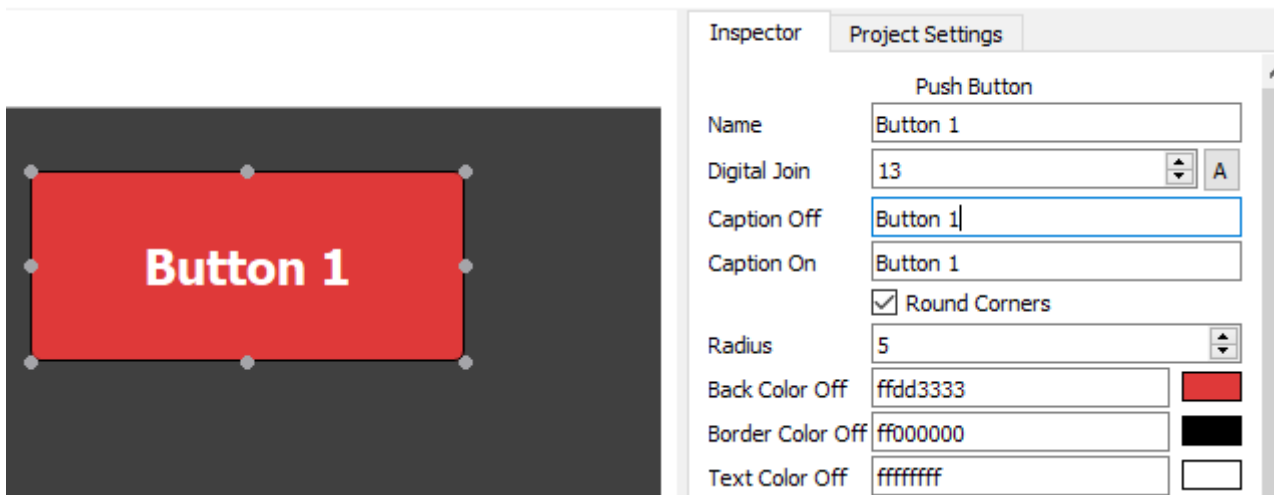 Inspector Project Settings
Push Button
Name Button 1
Digital Join 13 A
Caption Off Button 1
Caption On Button 1
Round Corners
Radius 5
Back Color Off ffdd3333
Border Color Off ff000000
Text Color Off ffffffff
Button 1